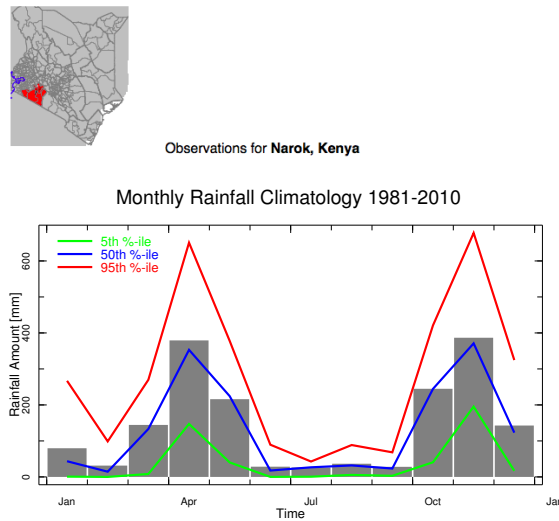 Observations for Narok, Kenya
Monthly Rainfall Climatology 1981-2010
5th %-ile
50th %-ile
95th %-ile
Rainfall Amount [mm]
600
400
200
0
Jan Apr Jul Oct Jan
Time